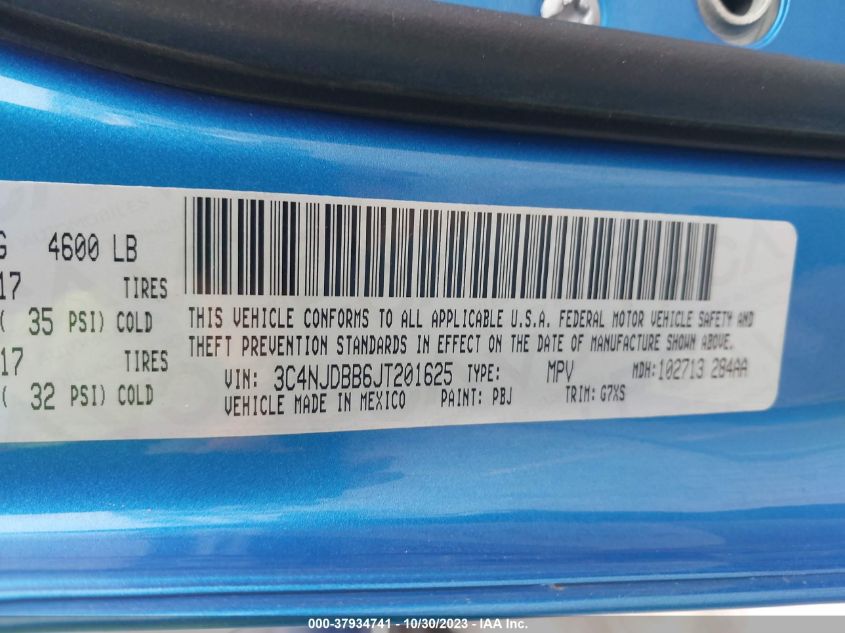 G 4600 LB
17 TIRES
( 35 PSI) COLD
17 TIRES
( 32 PSI) COLD
THIS VEHICLE CONFORMS TO ALL APPLICABLE U.S.A. FEDERAL MOTOR VEHICLE SAFETY AND
THEFT PREVENTION STANDARDS IN EFFECT ON THE DATE OF MANUFACTURE SHOWN ABOVE.
VIN: 3C4NJDBB6JT201625 TYPE: MPV MDH: 102713 284AA
VEHICLE MADE IN MEXICO PAINT: PBJ TRIM: G7XS
000-37934741 - 10/30/2023 - IAA Inc.